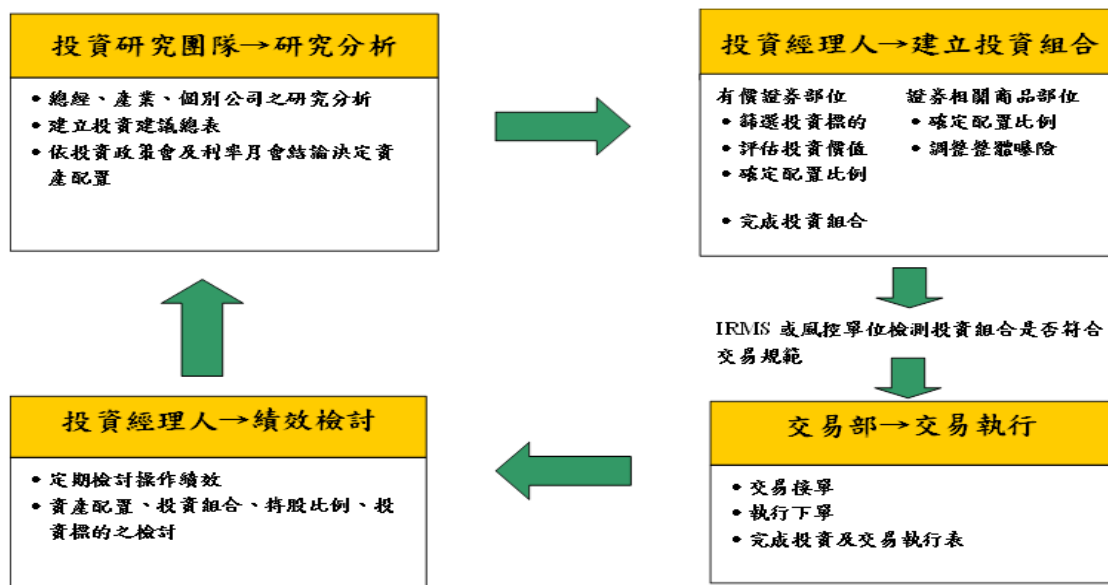 投資研究團隊→研究分析
• 總經、產業、個別公司之研究分析
• 建立投資建議總表
• 依投資政策會及利率月會結論決定資
產配置
投資經理人→建立投資組合
有價證券部位
• 篩選投資標的
• 評估投資價值
• 確定配置比例
• 完成投資組合
證券相關商品部位
• 確定配置比例
• 調整整體曝險
IRMS 或風控單位檢測投資組合是否符合
交易規範
交易部→交易執行
• 交易接單
• 執行下單
• 完成投資及交易執行表
投資經理人→績效檢討
• 定期檢討操作績效
• 資產配置、投資組合、持股比例、投
資標的之檢討